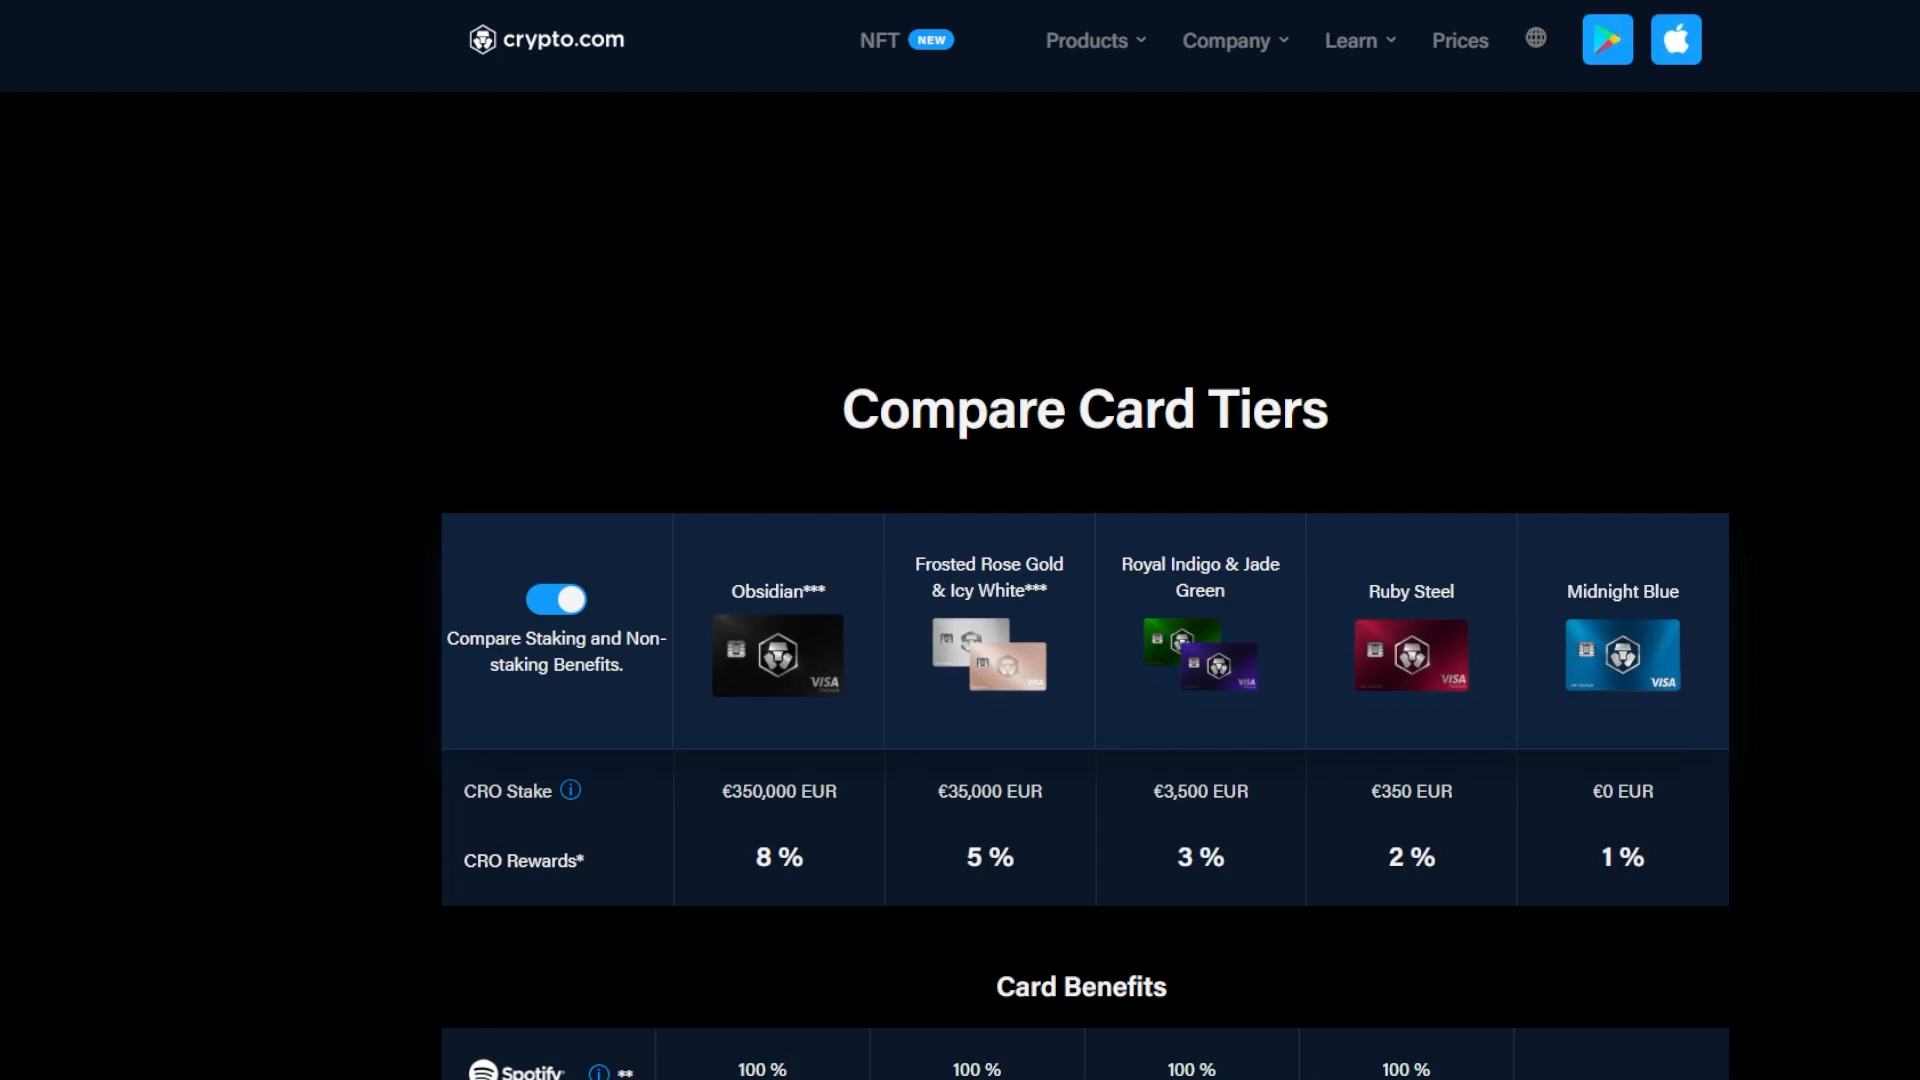 crypto.com
NFT NEW
Products
Company
Learn
Prices
Compare Card Tiers
Compare Staking and Non-
staking Benefits.
Obsidian***
VISA
Frosted Rose Gold
& Icy White***
VISA
Royal Indigo & Jade
Green
VISA
Ruby Steel
VISA
Midnight Blue
VISA
CRO Stake
€350,000 EUR
€35,000 EUR
€3,500 EUR
€350 EUR
€0 EUR
CRO Rewards*
8 %
5 %
3 %
2 %
1 %
Card Benefits
Spotify **
100 %
100 %
100 %
100 %